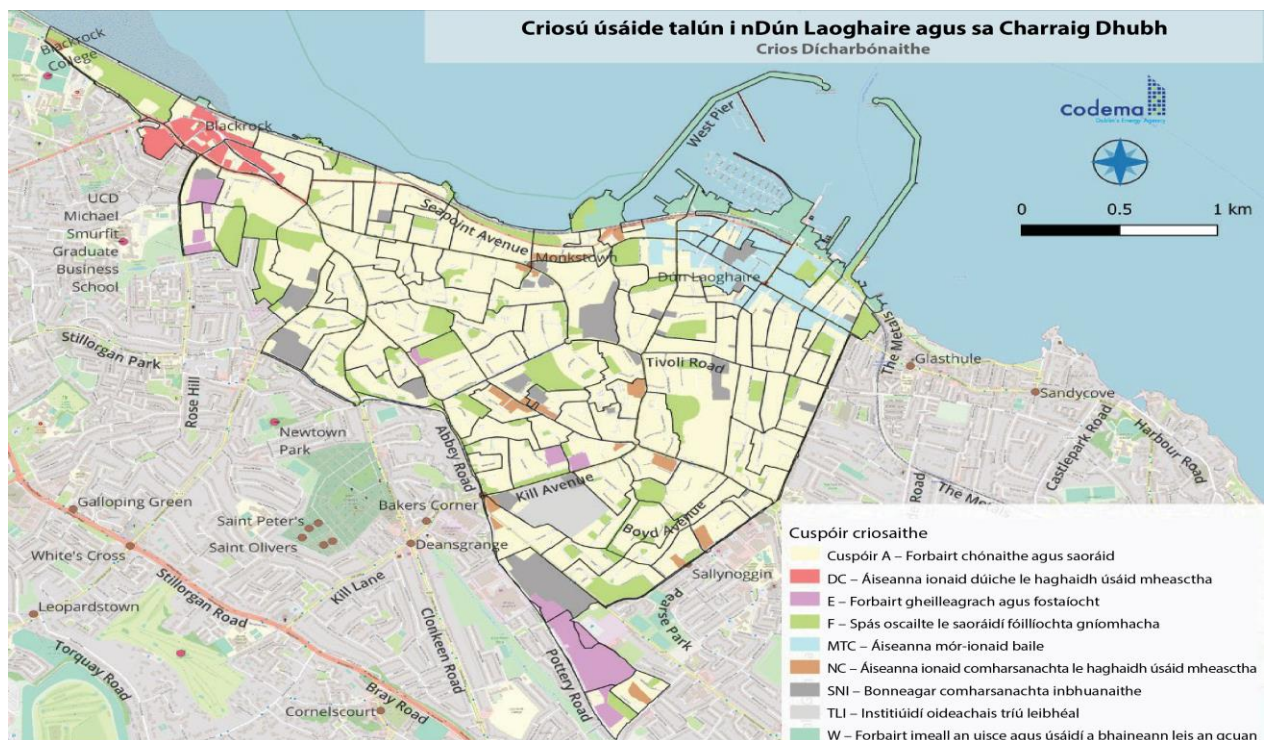 Criosú úsáide talún i nDún Laoghaire agus sa Charraig Dhubh
Crios Dícharbónaithe
codema
Dublin's Energy Agency
0 0.5 1 km
Blackrock
College
Blackrock
West Pier
UCD
Michael
Smurfit
Graduate
Business
School
Seapoint Avenue
Monkstown
Dún Laoghaire
Stillorgan Park
Rose Hill
Tivoli Road
The Metals
Glasthule
Sandycove
Castlepark Road
Harbour Road
Newtown
Park
Abbey Road
Galloping Green
Saint Peter's
Saint Olivers
Bakers Corner
Deansgrange
Kill Avenue
Boyd Avenue
The Metals
Road
White's Cross
Stillorgan Road
Kill Lane
Sallynoggin
Leopardstown
Clonkeen Road
Pearse Park
Pottery Road
Torquay Road
Cornelscourt
Bray Road
Cuspóir criosaithe
Cuspóir A – Forbairt chónaithe agus saoráid
DC – Áiseanna ionaid dúiche le haghaidh úsáid mheasctha
E – Forbairt gheilleagrach agus fostaíocht
F – Spás oscailte le saoráidí fóillíochta gníomhacha
MTC – Áiseanna mór-ionaid baile
NC – Áiseanna ionaid comharsanachta le haghaidh úsáid mheasctha
SNI – Bonneagar comharsanachta inbhuanaithe
TLI – Institiúidí oideachais tríú leibhéal
W – Forbairt imeall an uisce agus úsáidí a bhaineann leis an gcuan